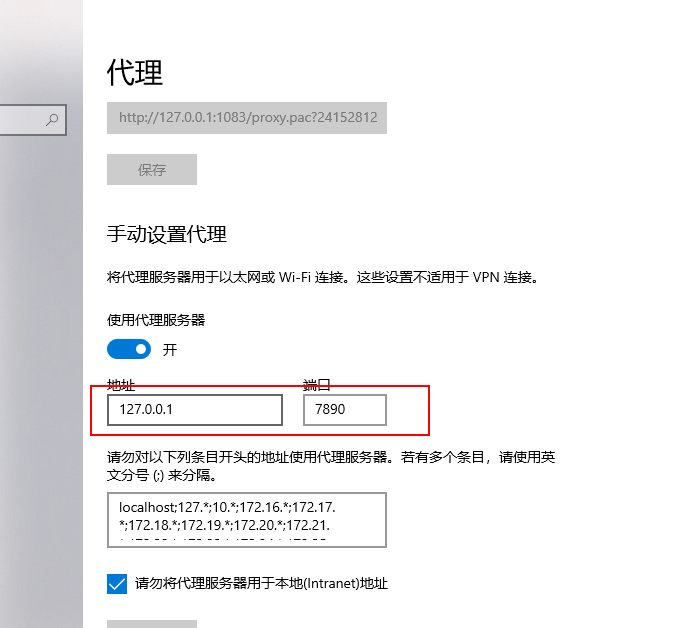 代理
http://127.0.0.1:1083/proxy.pac?24152812
保存
手动设置代理
将代理服务器用于以太网或 Wi-Fi 连接。这些设置不适用于 VPN 连接。
使用代理服务器
开
地址 端口
127.0.0.1 7890
请勿对以下列条目开头的地址使用代理服务器。若有多个条目，请使用英
文分号 (;) 来分隔。
localhost;127.*;10.*;172.16.*;172.17.
*;172.18.*;172.19.*;172.20.*;172.21.
请勿将代理服务器用于本地(Intranet)地址